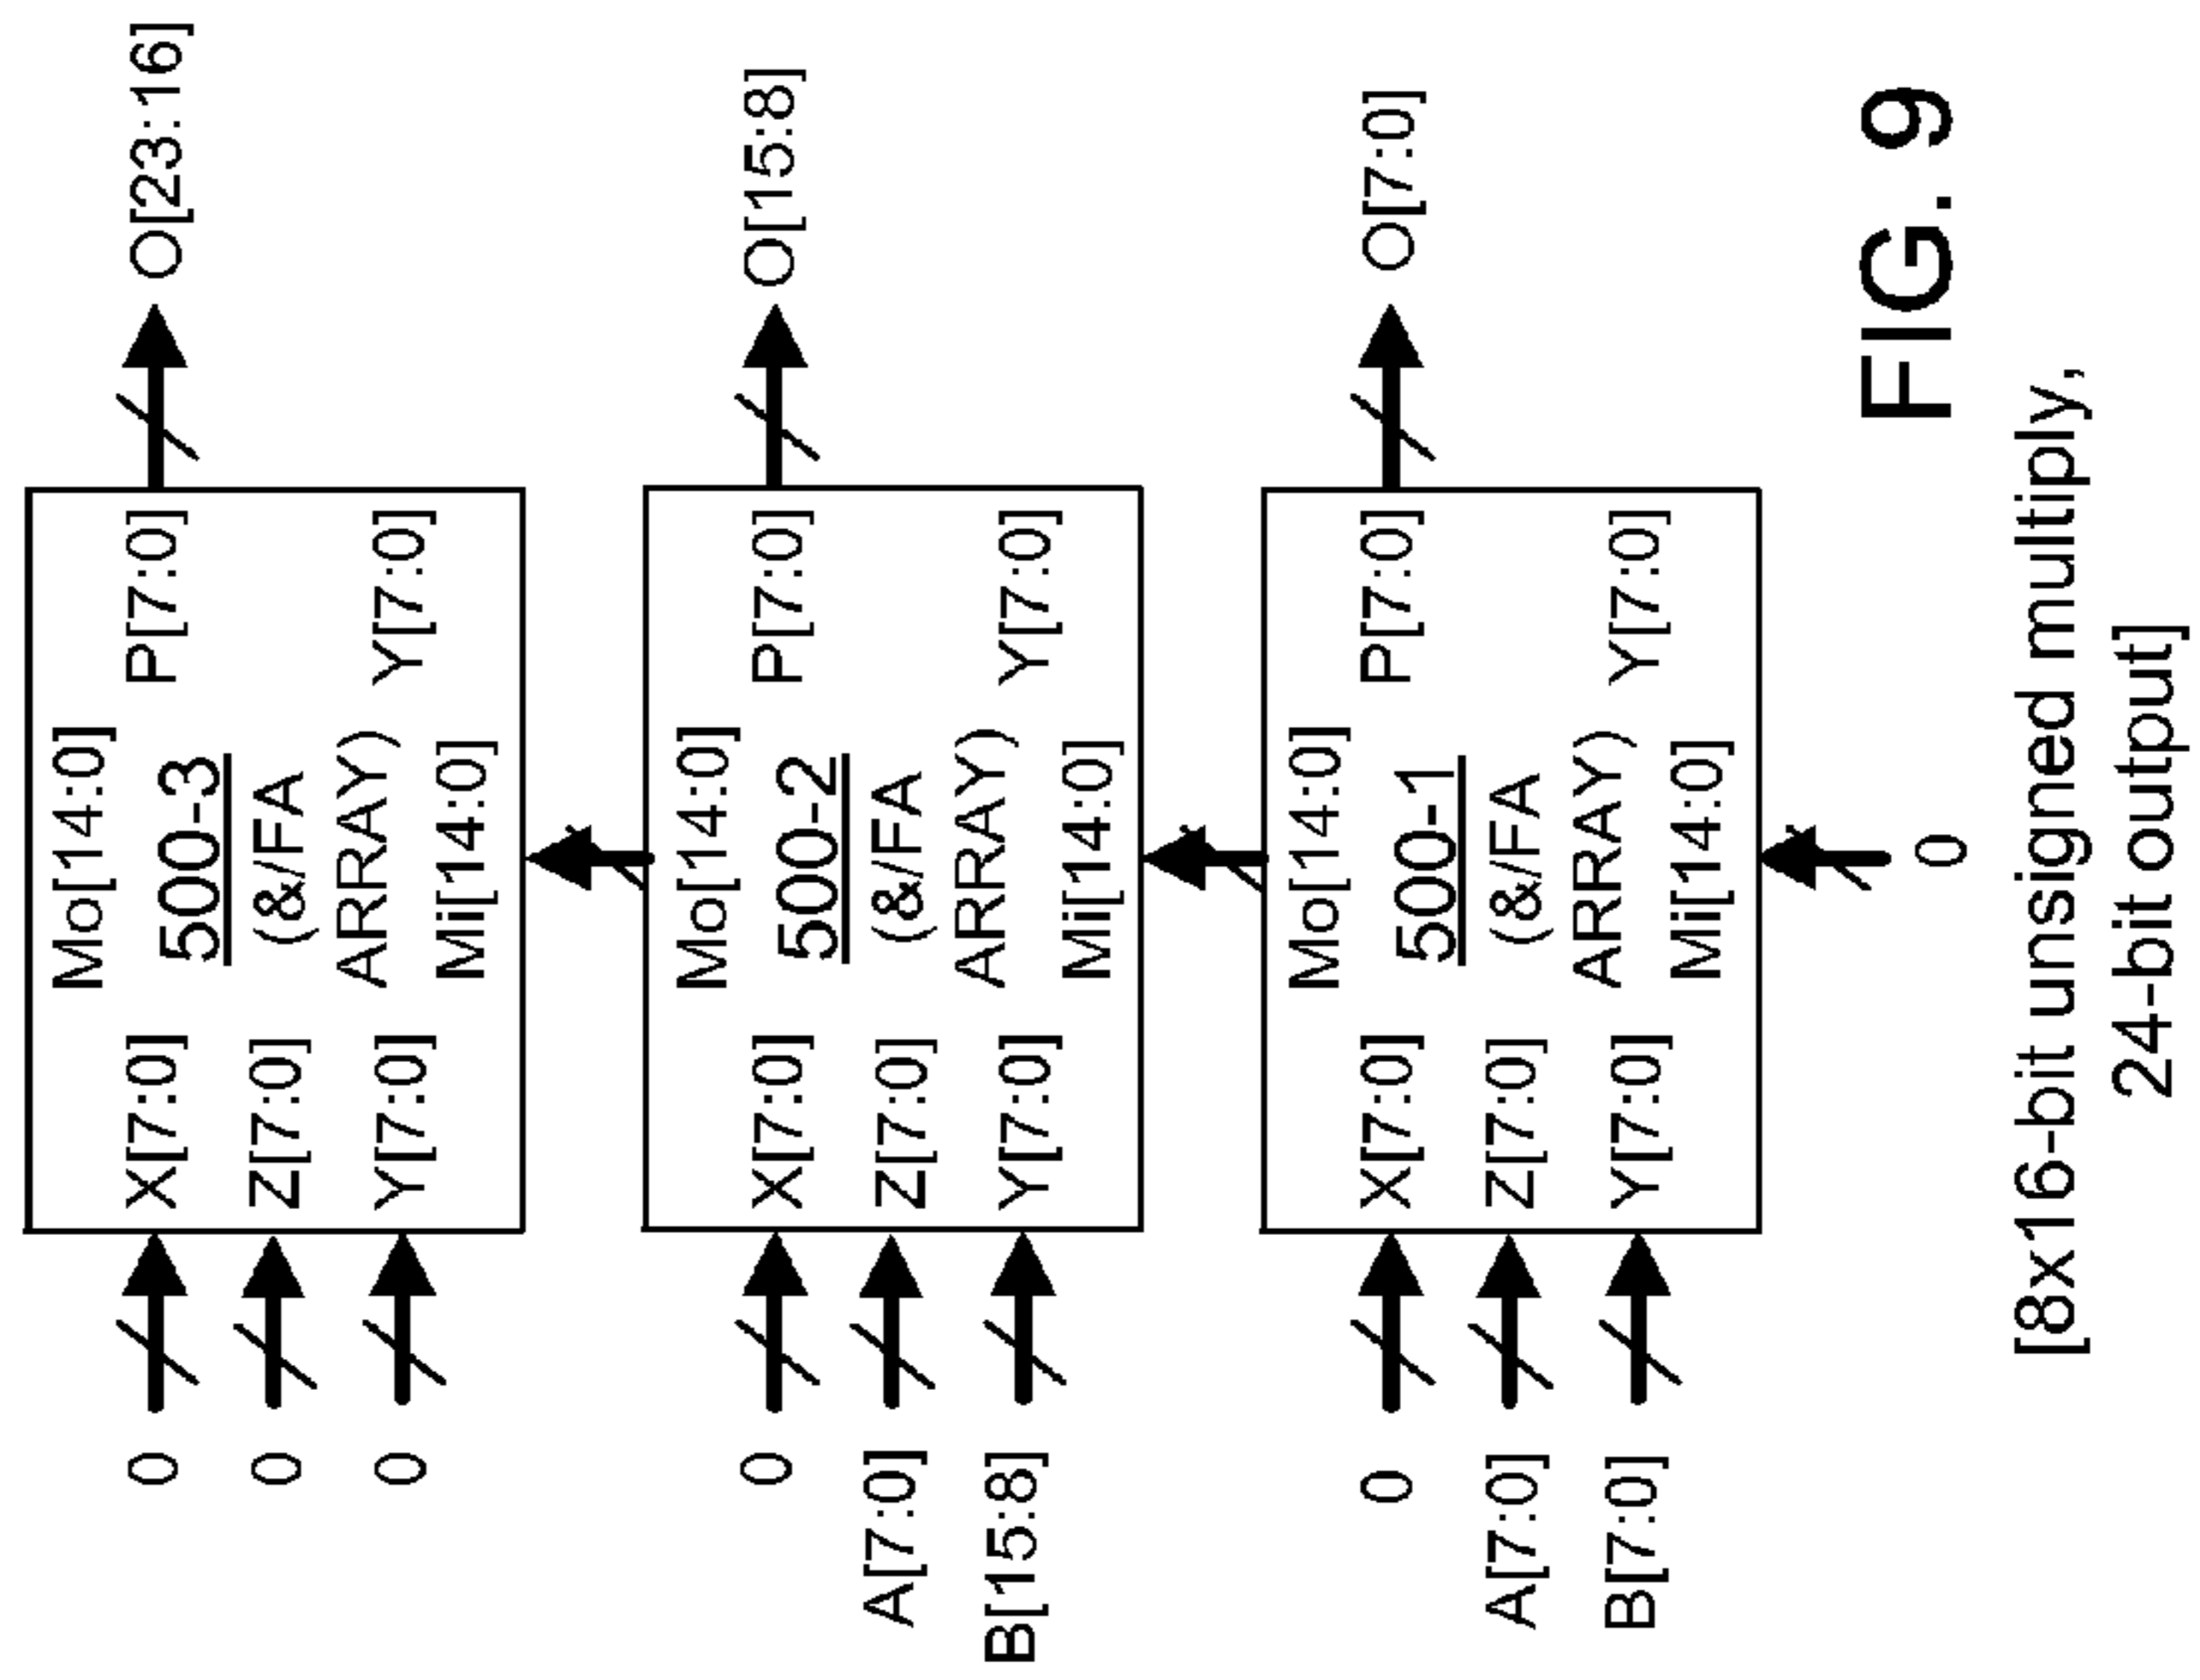 0
X[7:0]
Mo[14:0]
P[7:0]
O[23:16]
0
Z[7:0]
500-3
(&/FA
ARRAY)
0
Y[7:0]
Mi[14:0]
Y[7:0]
0
X[7:0]
Mo[14:0]
P[7:0]
O[15:8]
A[7:0]
Z[7:0]
500-2
(&/FA
ARRAY)
B[15:8]
Y[7:0]
Mi[14:0]
Y[7:0]
0
X[7:0]
Mo[14:0]
P[7:0]
O[7:0]
A[7:0]
Z[7:0]
500-1
(&/FA
ARRAY)
B[7:0]
Y[7:0]
Mi[14:0]
Y[7:0]
0
FIG. 9
[8x16-bit unsigned multiply,
24-bit output]